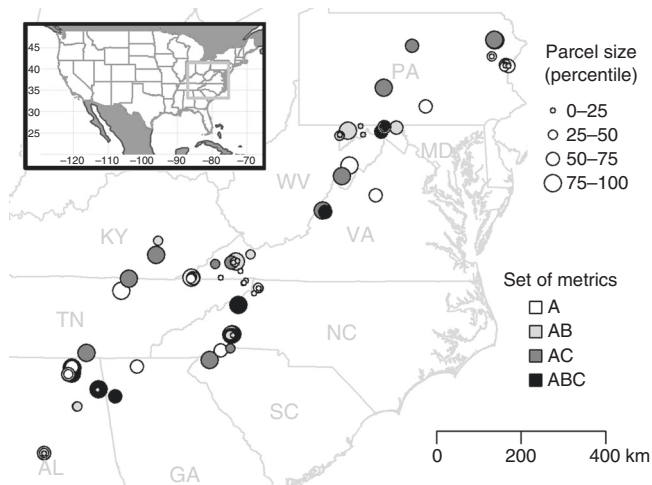 45
40
35
30
25
−120 −110 −100 −90 −80 −70
PA
MD
WV
VA
KY
TN
NC
SC
AL
GA
Parcel size
(percentile)
0–25
25–50
50–75
75–100
Set of metrics
A
AB
AC
ABC
0 200 400 km